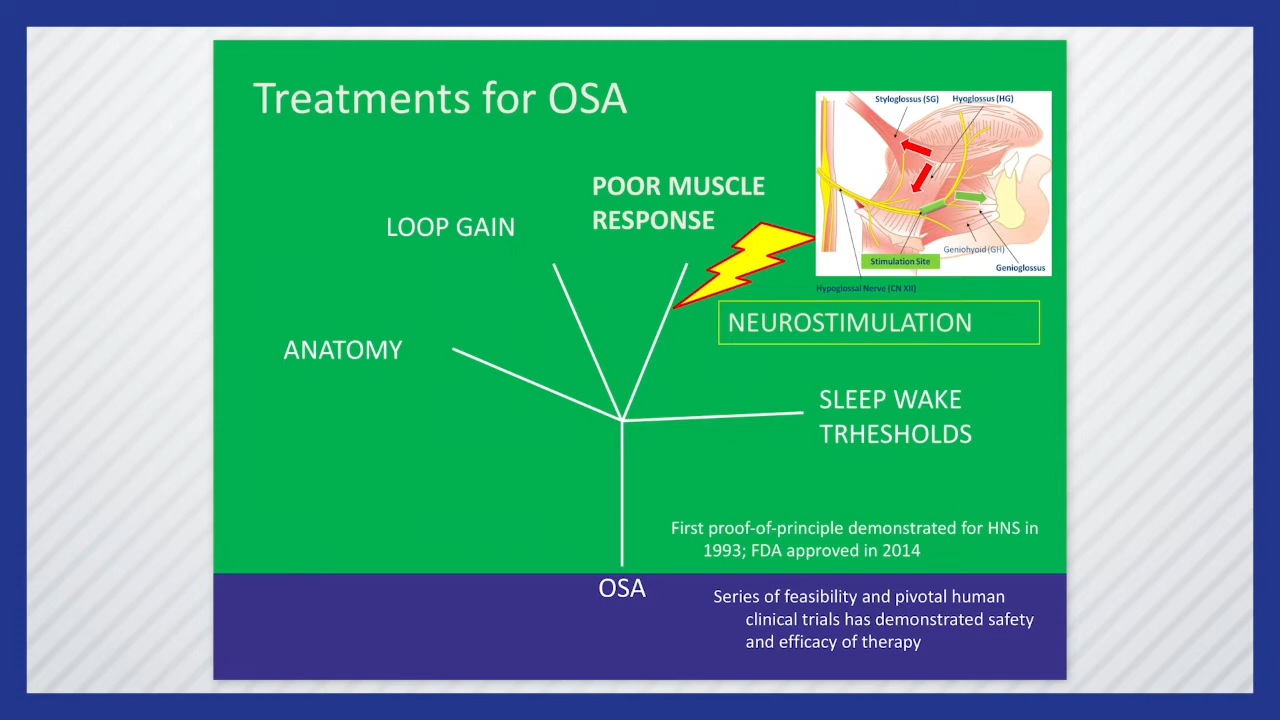 Treatments for OSA
Styloglossus (SG)
Hyoglossus (HG)
Geniohyoid (GH)
Stimulation Site
Genioglossus
Hypoglossal Nerve (CN XII)
POOR MUSCLE
RESPONSE
LOOP GAIN
NEUROSTIMULATION
ANATOMY
SLEEP WAKE
TRHESHOLDS
First proof-of-principle demonstrated for HNS in
1993; FDA approved in 2014
OSA
Series of feasibility and pivotal human
clinical trials has demonstrated safety
and efficacy of therapy